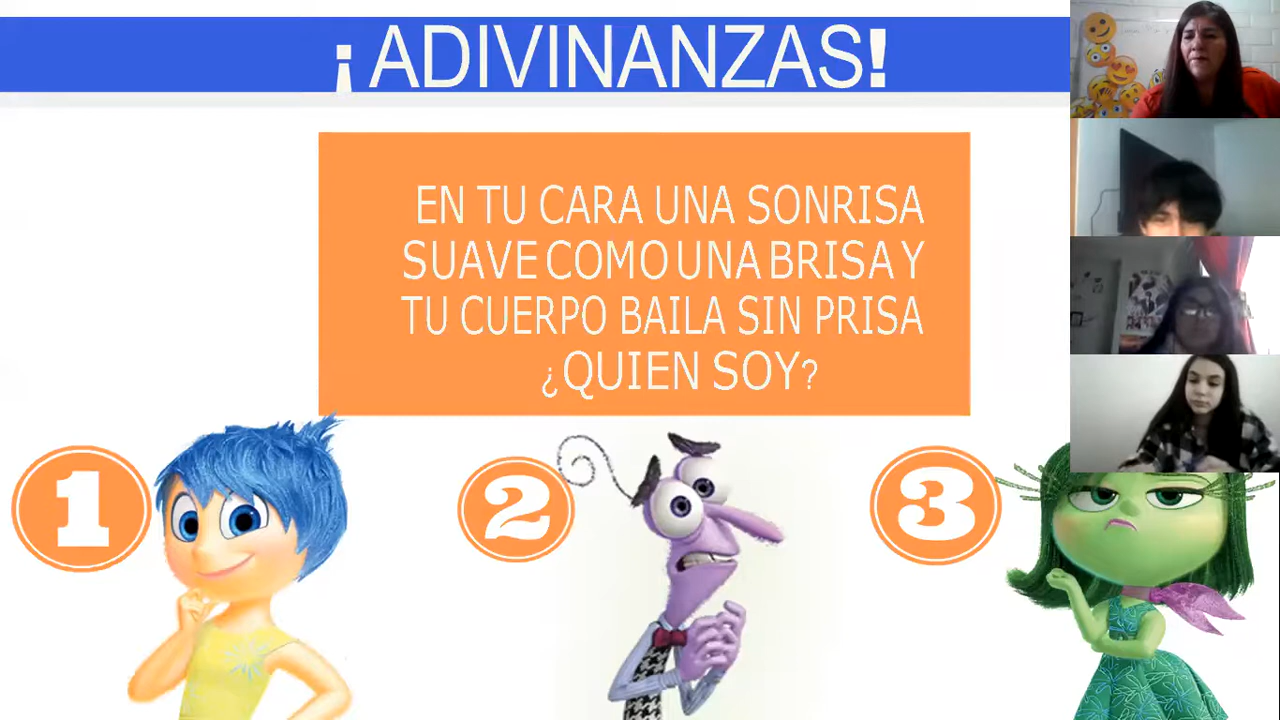 ¡ADIVINANZAS!
EN TU CARA UNA SONRISA
SUAVE COMO UNA BRISA Y
TU CUERPO BAILA SIN PRISA
¿QUIEN SOY?
1
2
3